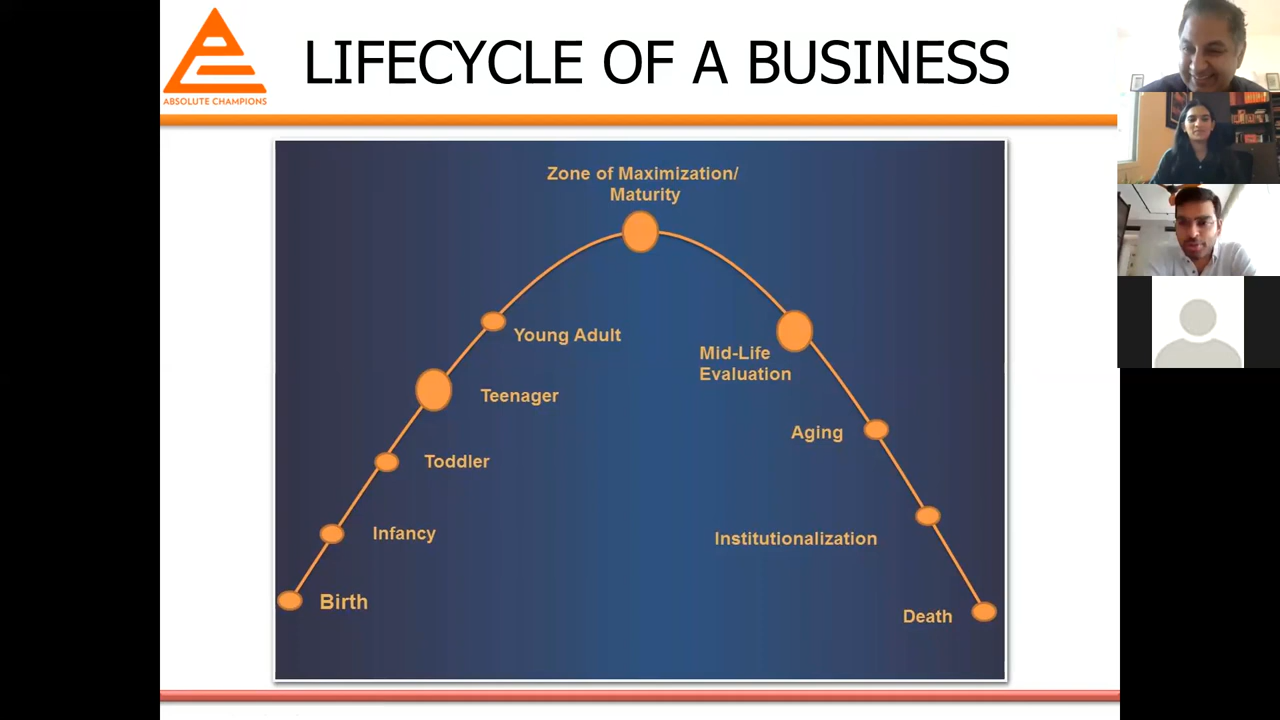 LIFECYCLE OF A BUSINESS
ABSOLUTE CHAMPIONS
Zone of Maximization/
Maturity
Young Adult
Mid-Life
Evaluation
Teenager
Aging
Toddler
Infancy
Institutionalization
Birth
Death